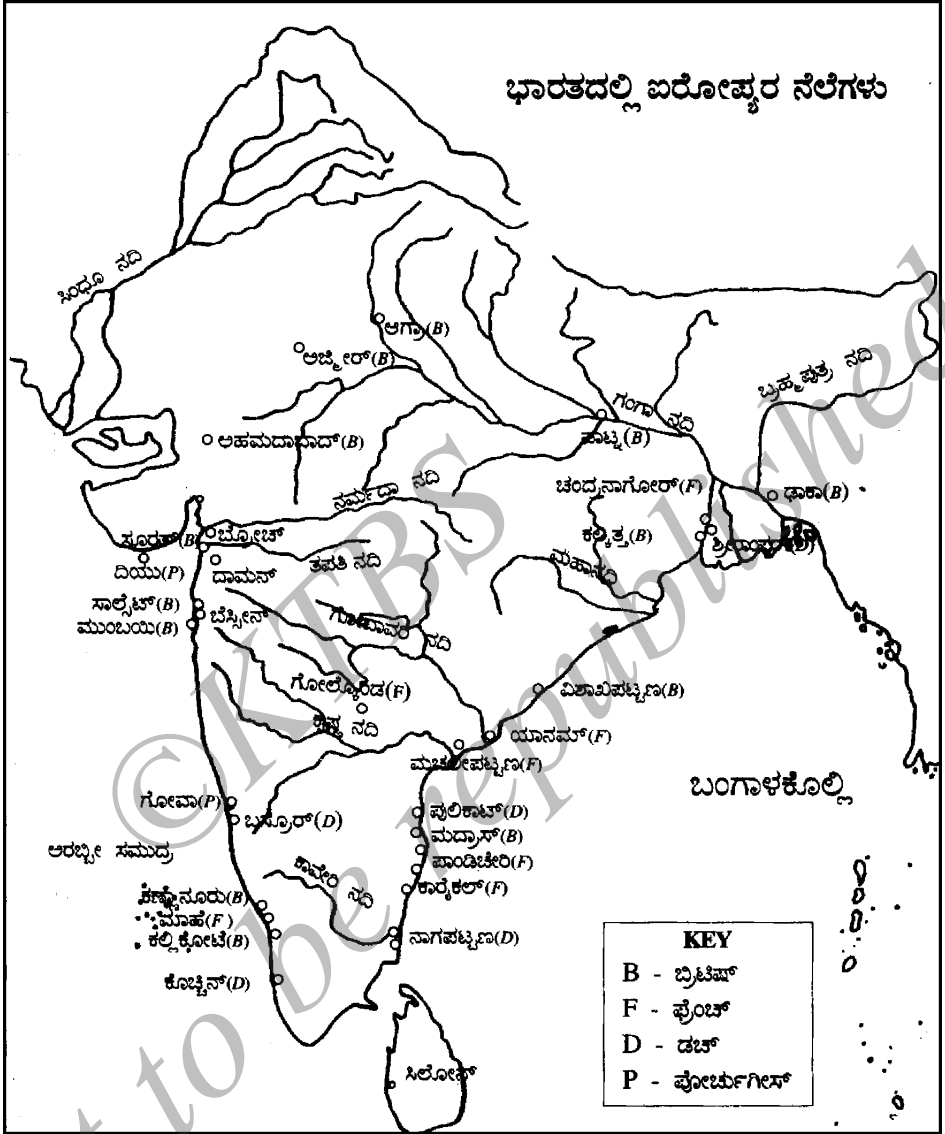 ಭಾರತದಲ್ಲಿ ಐರೋಪ್ಯರ ನೆಲೆಗಳು
ಸಿಂಧೂ ನದಿ
ಆಗ್ರಾ(B)
ಅಜ್ಮೀರ್(B)
ಬ್ರಹ್ಮಪುತ್ರ ನದಿ
ಗಂಗಾ ನದಿ
ಅಹಮದಾಬಾದ್(B)
ಪಾಟ್ನ(B)
ನರ್ಮದಾ ನದಿ
ಚಂದ್ರನಾಗೋರ್(F)
ಢಾಕಾ(B)
ಸೂರತ್(B)
ಬ್ರೋಚ್
ಕಲ್ಕತ್ತ(B)
ದಿಯು(P)
ದಾಮನ್
ತಪತಿ ನದಿ
ಮಹಾನದಿ
ಸಾಲ್ಸೆಟ್(B)
ಬೆಸ್ಸೀನ್
ಮುಂಬಯಿ(B)
ಗೋದಾವರಿ ನದಿ
ಗೋಲ್ಕೊಂಡ(F)
ವಿಶಾಖಪಟ್ಟಣ(B)
ಕೃಷ್ಣ ನದಿ
ಯಾನಮ್(F)
ಮಚಲೀಪಟ್ಟಣ(F)
ಬಂಗಾಳಕೊಲ್ಲಿ
ಗೋವಾ(P)
ಬಸ್ರೂರ್(D)
ಪುಲಿಕಾಟ್(D)
ಮದ್ರಾಸ್(B)
ಅರಬ್ಬೀ ಸಮುದ್ರ
ಪಾಂಡಿಚೇರಿ(F)
ಕಾವೇರಿ ನದಿ
ಕಾರೈಕಲ್(F)
ಕಣ್ಣಾನೂರು(B)
ಮಾಹೆ(F)
ಕಲ್ಲಿಕೋಟೆ(B)
ನಾಗಪಟ್ಟಣ(D)
ಕೊಚ್ಚಿನ್(D)
ಸಿಲೋನ್
KEY
B - ಬ್ರಿಟಿಷ್
F - ಫ್ರೆಂಚ್
D - ಡಚ್
P - ಪೋರ್ಚುಗೀಸ್
©KTBS
t to be republished